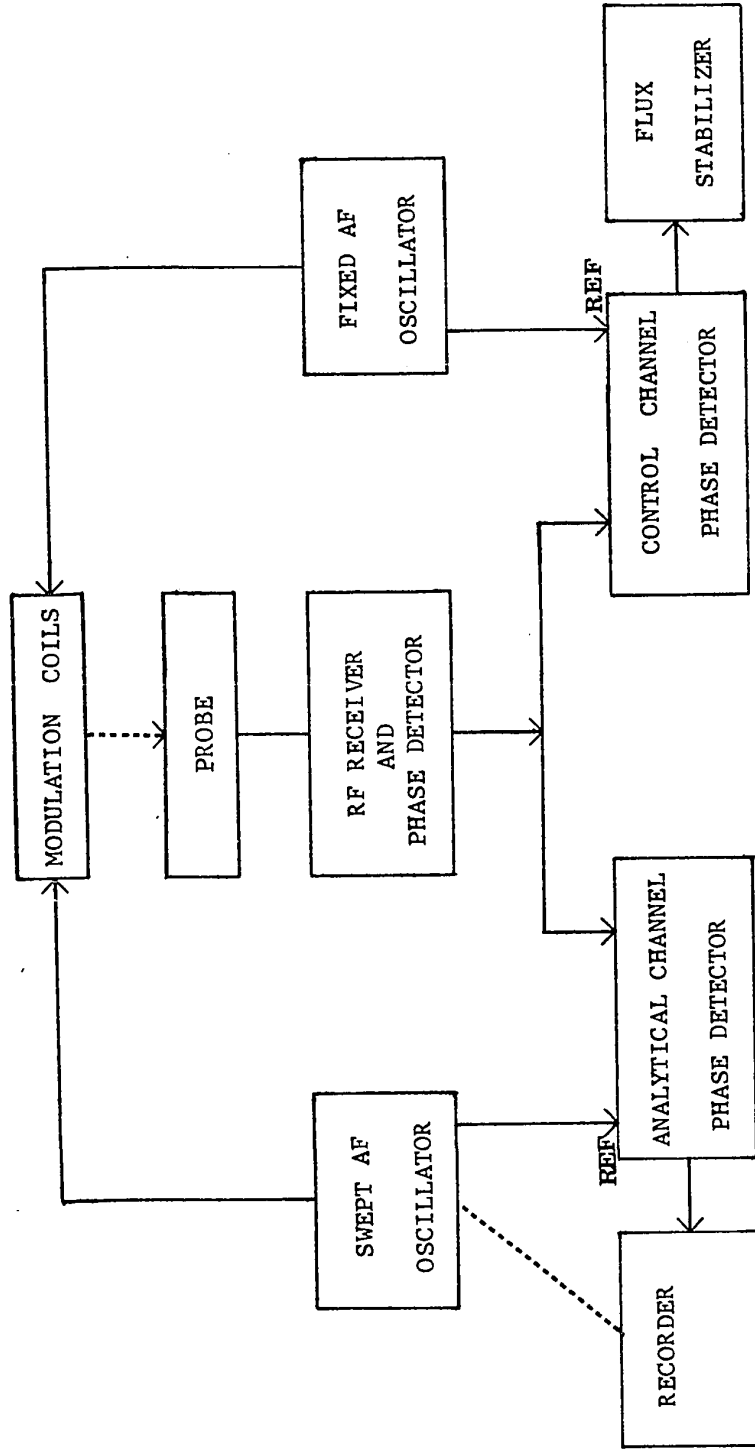 MODULATION COILS
PROBE
RF RECEIVER
AND
PHASE DETECTOR
SWEPT AF
OSCILLATOR
FIXED AF
OSCILLATOR
REF
REF
RECORDER
ANALYTICAL CHANNEL
PHASE DETECTOR
CONTROL CHANNEL
PHASE DETECTOR
FLUX
STABILIZER